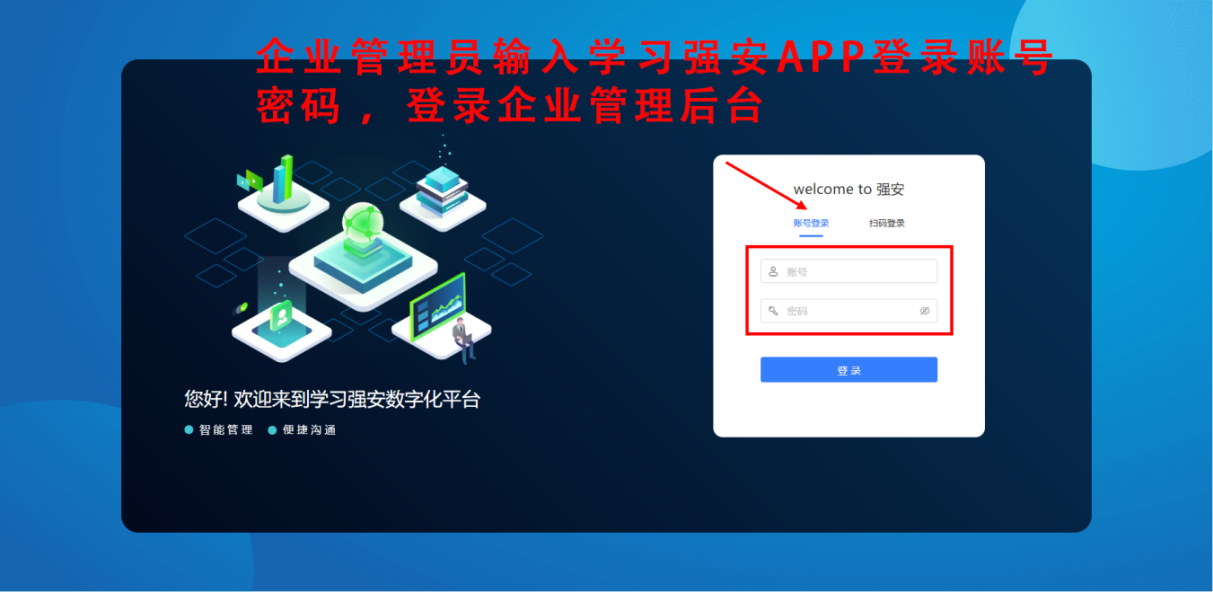 企业管理员输入学习强安APP登录账号
密码，登录企业管理后台
welcome to 强安
账号登录 扫码登录
账号
密码
登录
您好! 欢迎来到学习强安数字化平台
智能管理 便捷沟通